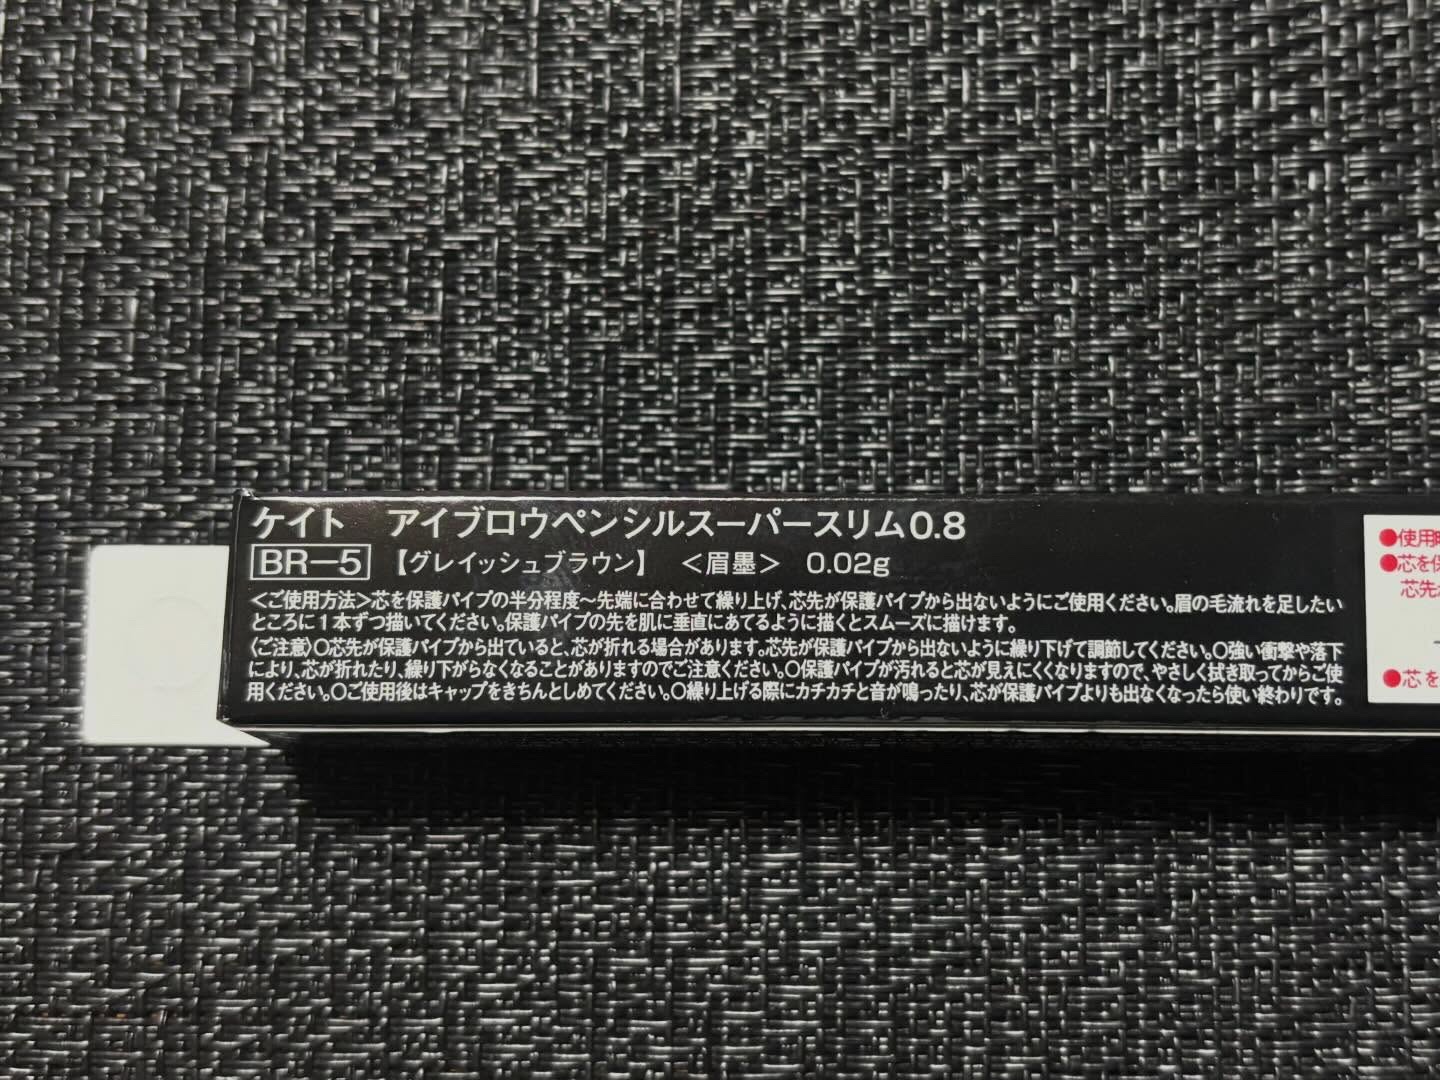 ケイト アイブロウペンシルスーパースリム0.8
BR−5 【グレイッシュブラウン】 <眉墨> 0.02g
<ご使用方法>芯を保護パイプの半分程度〜先端に合わせて繰り上げ、芯先が保護パイプから出ないようにご使用ください。眉の毛流れを足したい
ところに1本ずつ描いてください。保護パイプの先を肌に垂直にあてるように描くとスムーズに描けます。
〈ご注意〉○芯先が保護パイプから出ていると、芯が折れる場合があります。芯先が保護パイプから出ないように繰り下げて調節してください。○強い衝撃や落下
により、芯が折れたり、繰り下がらなくなることがありますのでご注意ください。○保護パイプが汚れると芯が見えにくくなりますので、やさしく拭き取ってからご使
用ください。○ご使用後はキャップをきちんとしめてください。○繰り上げる際にカチカチと音が鳴ったり、芯が保護パイプよりも出なくなったら使い終わりです。
●使用
●芯を
芯先
●芯を